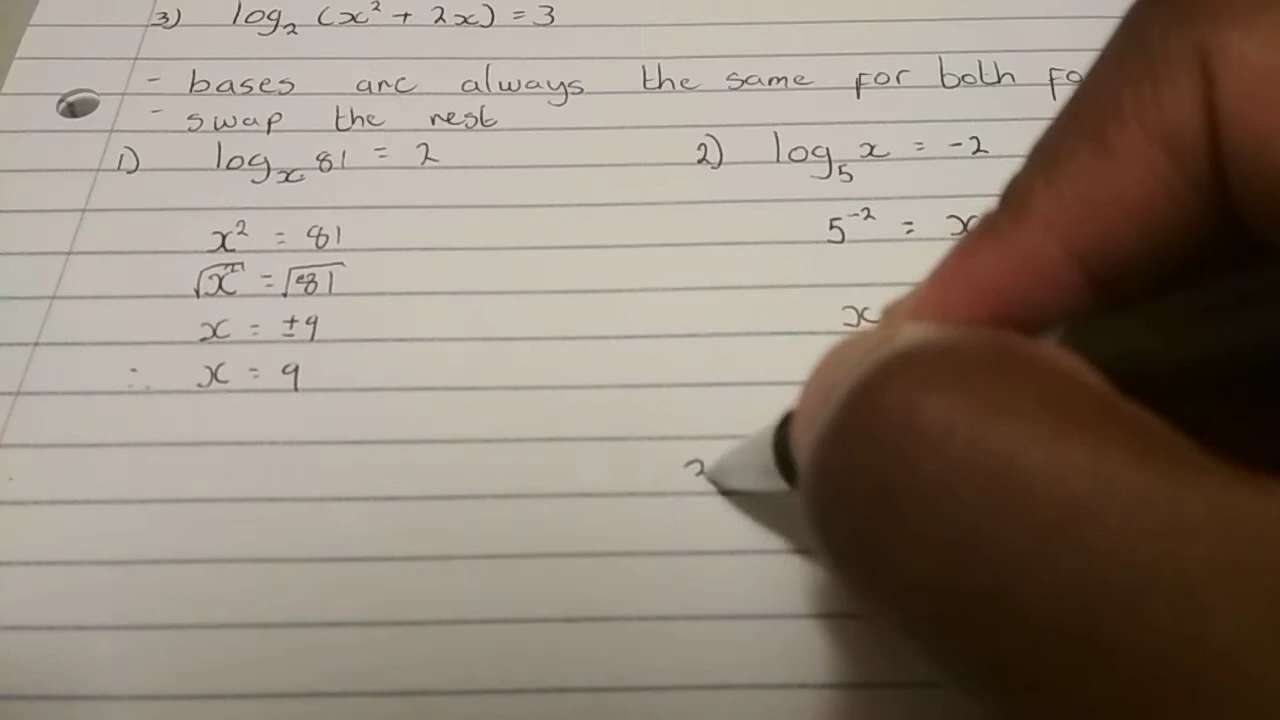 3) log₂ (x² + 2x) = 3
- bases are always the same for both
- swap the rest
1) logₓ 81 = 2
2) log₅ x = -2
x² = 81
5⁻² = x
√x² = √81
x = ±9
x
∴ x = 9